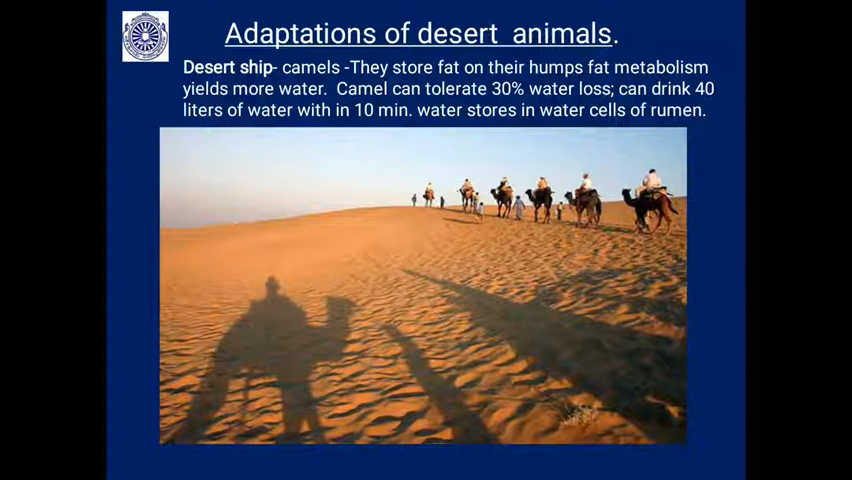 Adaptations of desert animals.
Desert ship- camels -They store fat on their humps fat metabolism
yields more water. Camel can tolerate 30% water loss; can drink 40
liters of water with in 10 min. water stores in water cells of rumen.